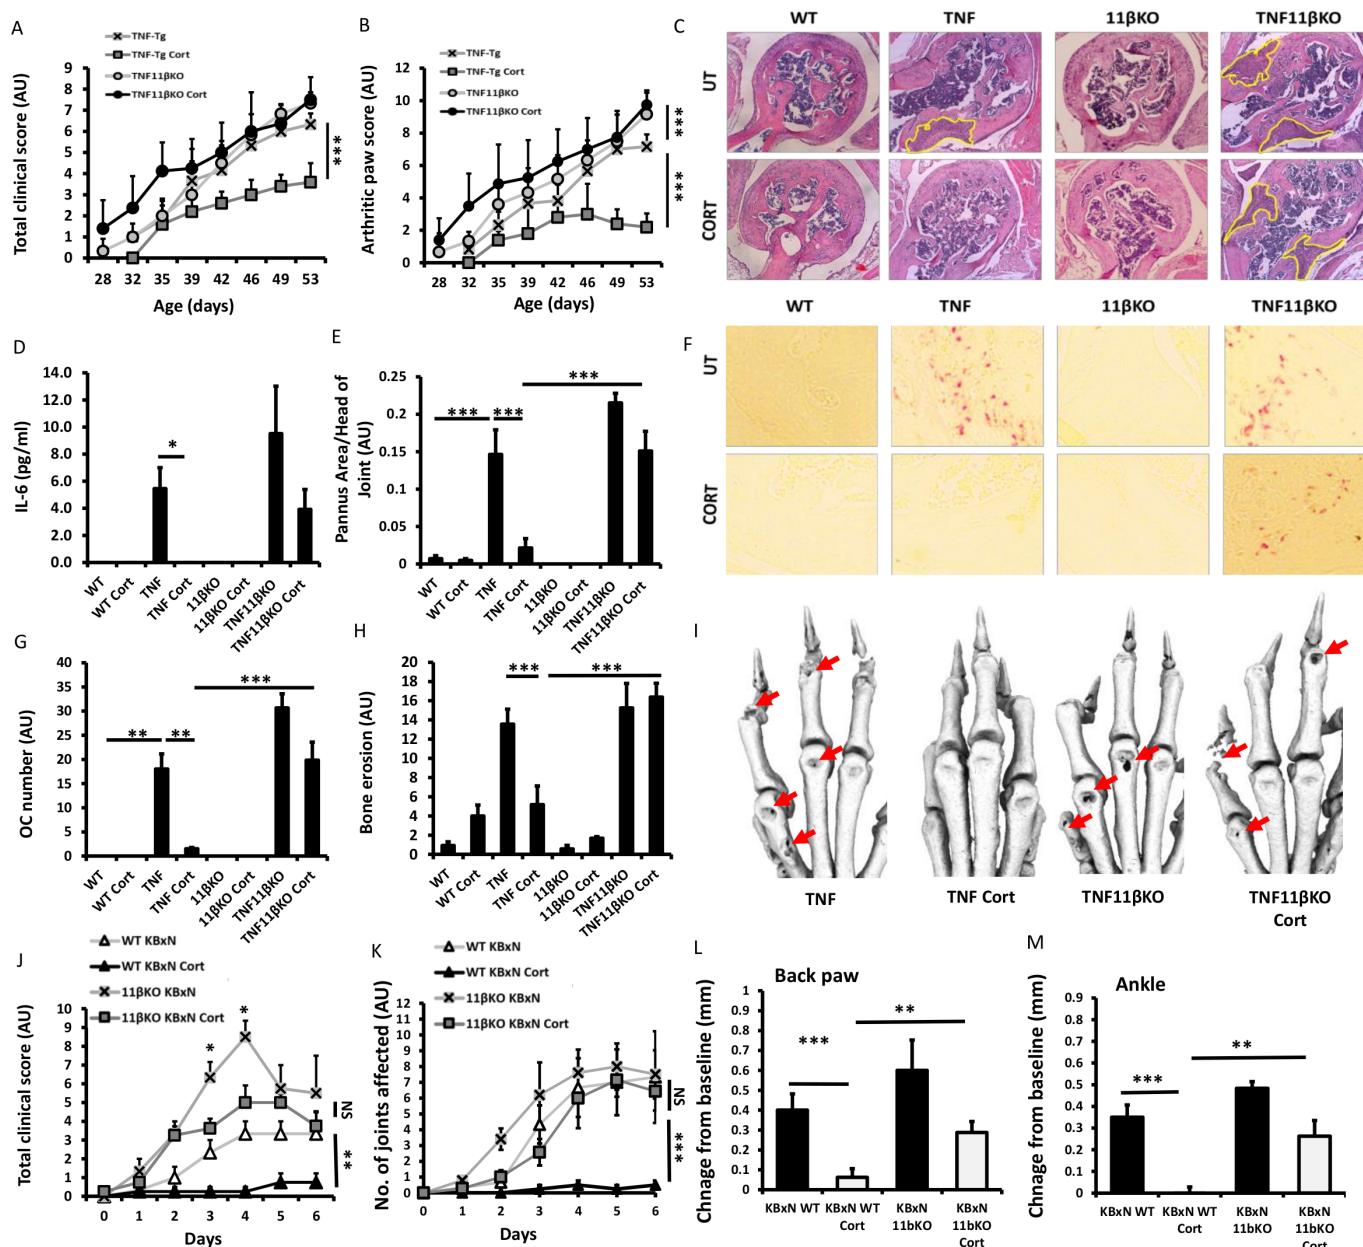 A
TNF-Tg
TNF-Tg Cort
TNF11βKO
TNF11βKO Cort
Total clinical score (AU)
9
8
7
6
5
4
3
2
1
0
***
28 32 35 39 42 46 49 53
Age (days)
B
TNF-Tg
TNF-Tg Cort
TNF11βKO
TNF11βKO Cort
Arthritic paw score (AU)
12
10
8
6
4
2
0
***
***
28 32 35 39 42 46 49 53
Age (days)
C
WT TNF 11βKO TNF11βKO
UT
CORT
D
IL-6 (pg/ml)
14.0
12.0
10.0
8.0
6.0
4.0
2.0
0.0
*
WT
WT Cort
TNF
TNF Cort
11βKO
11βKO Cort
TNF11βKO
TNF11βKO Cort
E
Pannus Area/Head of
Joint (AU)
0.25
0.2
0.15
0.1
0.05
0
*** ***
***
WT
WT Cort
TNF
TNF Cort
11βKO
11βKO Cort
TNF11βKO
TNF11βKO Cort
F
WT TNF 11βKO TNF11βKO
UT
CORT
G
OC number (AU)
40
35
30
25
20
15
10
5
0
** **
***
WT
WT Cort
TNF
TNF Cort
11βKO
11βKO Cort
TNF11βKO
TNF11βKO Cort
H
Bone erosion (AU)
20
18
16
14
12
10
8
6
4
2
0
*** ***
WT
WT Cort
TNF
TNF Cort
11βKO
11βKO Cort
TNF11βKO
TNF11βKO Cort
I
TNF
TNF Cort
TNF11βKO
TNF11βKO
Cort
J
WT KBxN
WT KBxN Cort
11βKO KBxN
11βKO KBxN Cort
Total clinical score (AU)
10
9
8
7
6
5
4
3
2
1
0
*
*
NS
**
0 1 2 3 4 5 6
Days
K
WT KBxN
WT KBxN Cort
11βKO KBxN
11βKO KBxN Cort
No. of joints affected (AU)
12
11
10
9
8
7
6
5
4
3
2
1
0
NS
***
0 1 2 3 4 5 6
Days
L
Back paw
Chnage from baseline (mm)
1
0.9
0.8
0.7
0.6
0.5
0.4
0.3
0.2
0.1
0
***
**
KBxN WT
KBxN WT
Cort
KBxN
11bKO
KBxN
11bKO
Cort
M
Ankle
Chnage from baseline (mm)
0.9
0.8
0.7
0.6
0.5
0.4
0.3
0.2
0.1
0
***
**
KBxN WT
KBxN WT
Cort
KBxN
11bKO
KBxN
11bKO
Cort